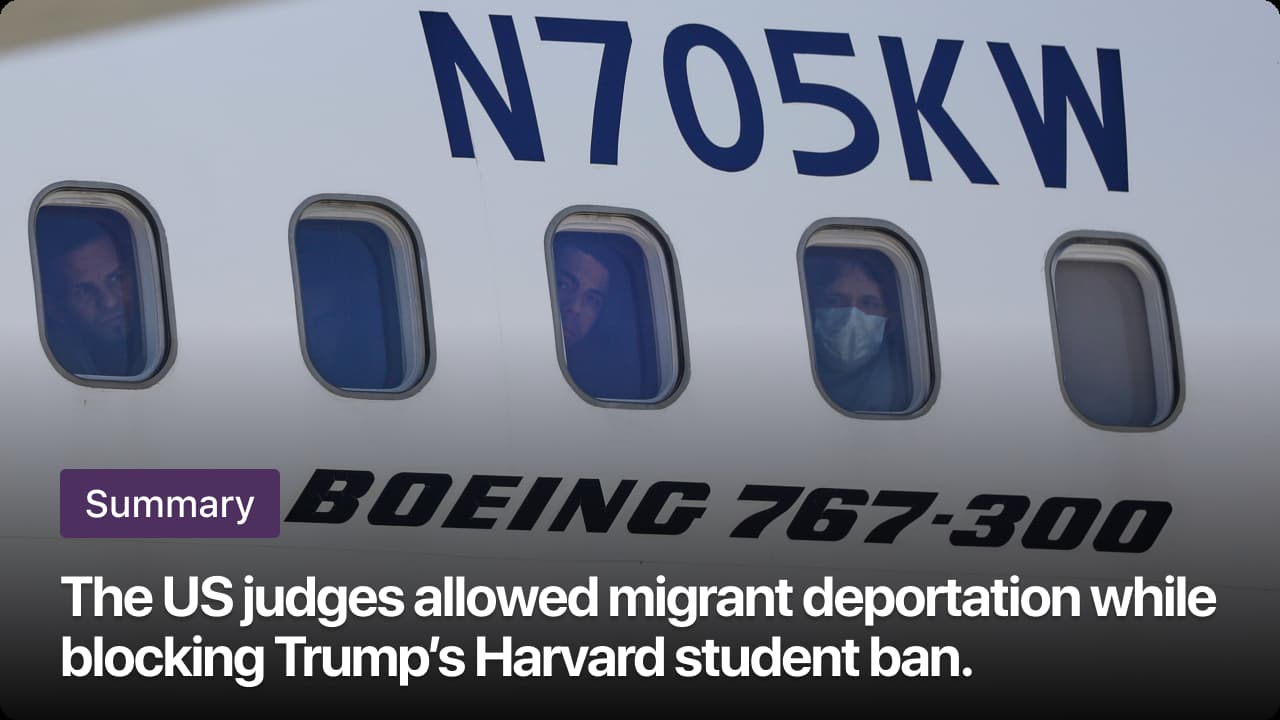 N705KW
Summary
BOEING 767-300
The US judges allowed migrant deportation while
blocking Trump’s Harvard student ban.